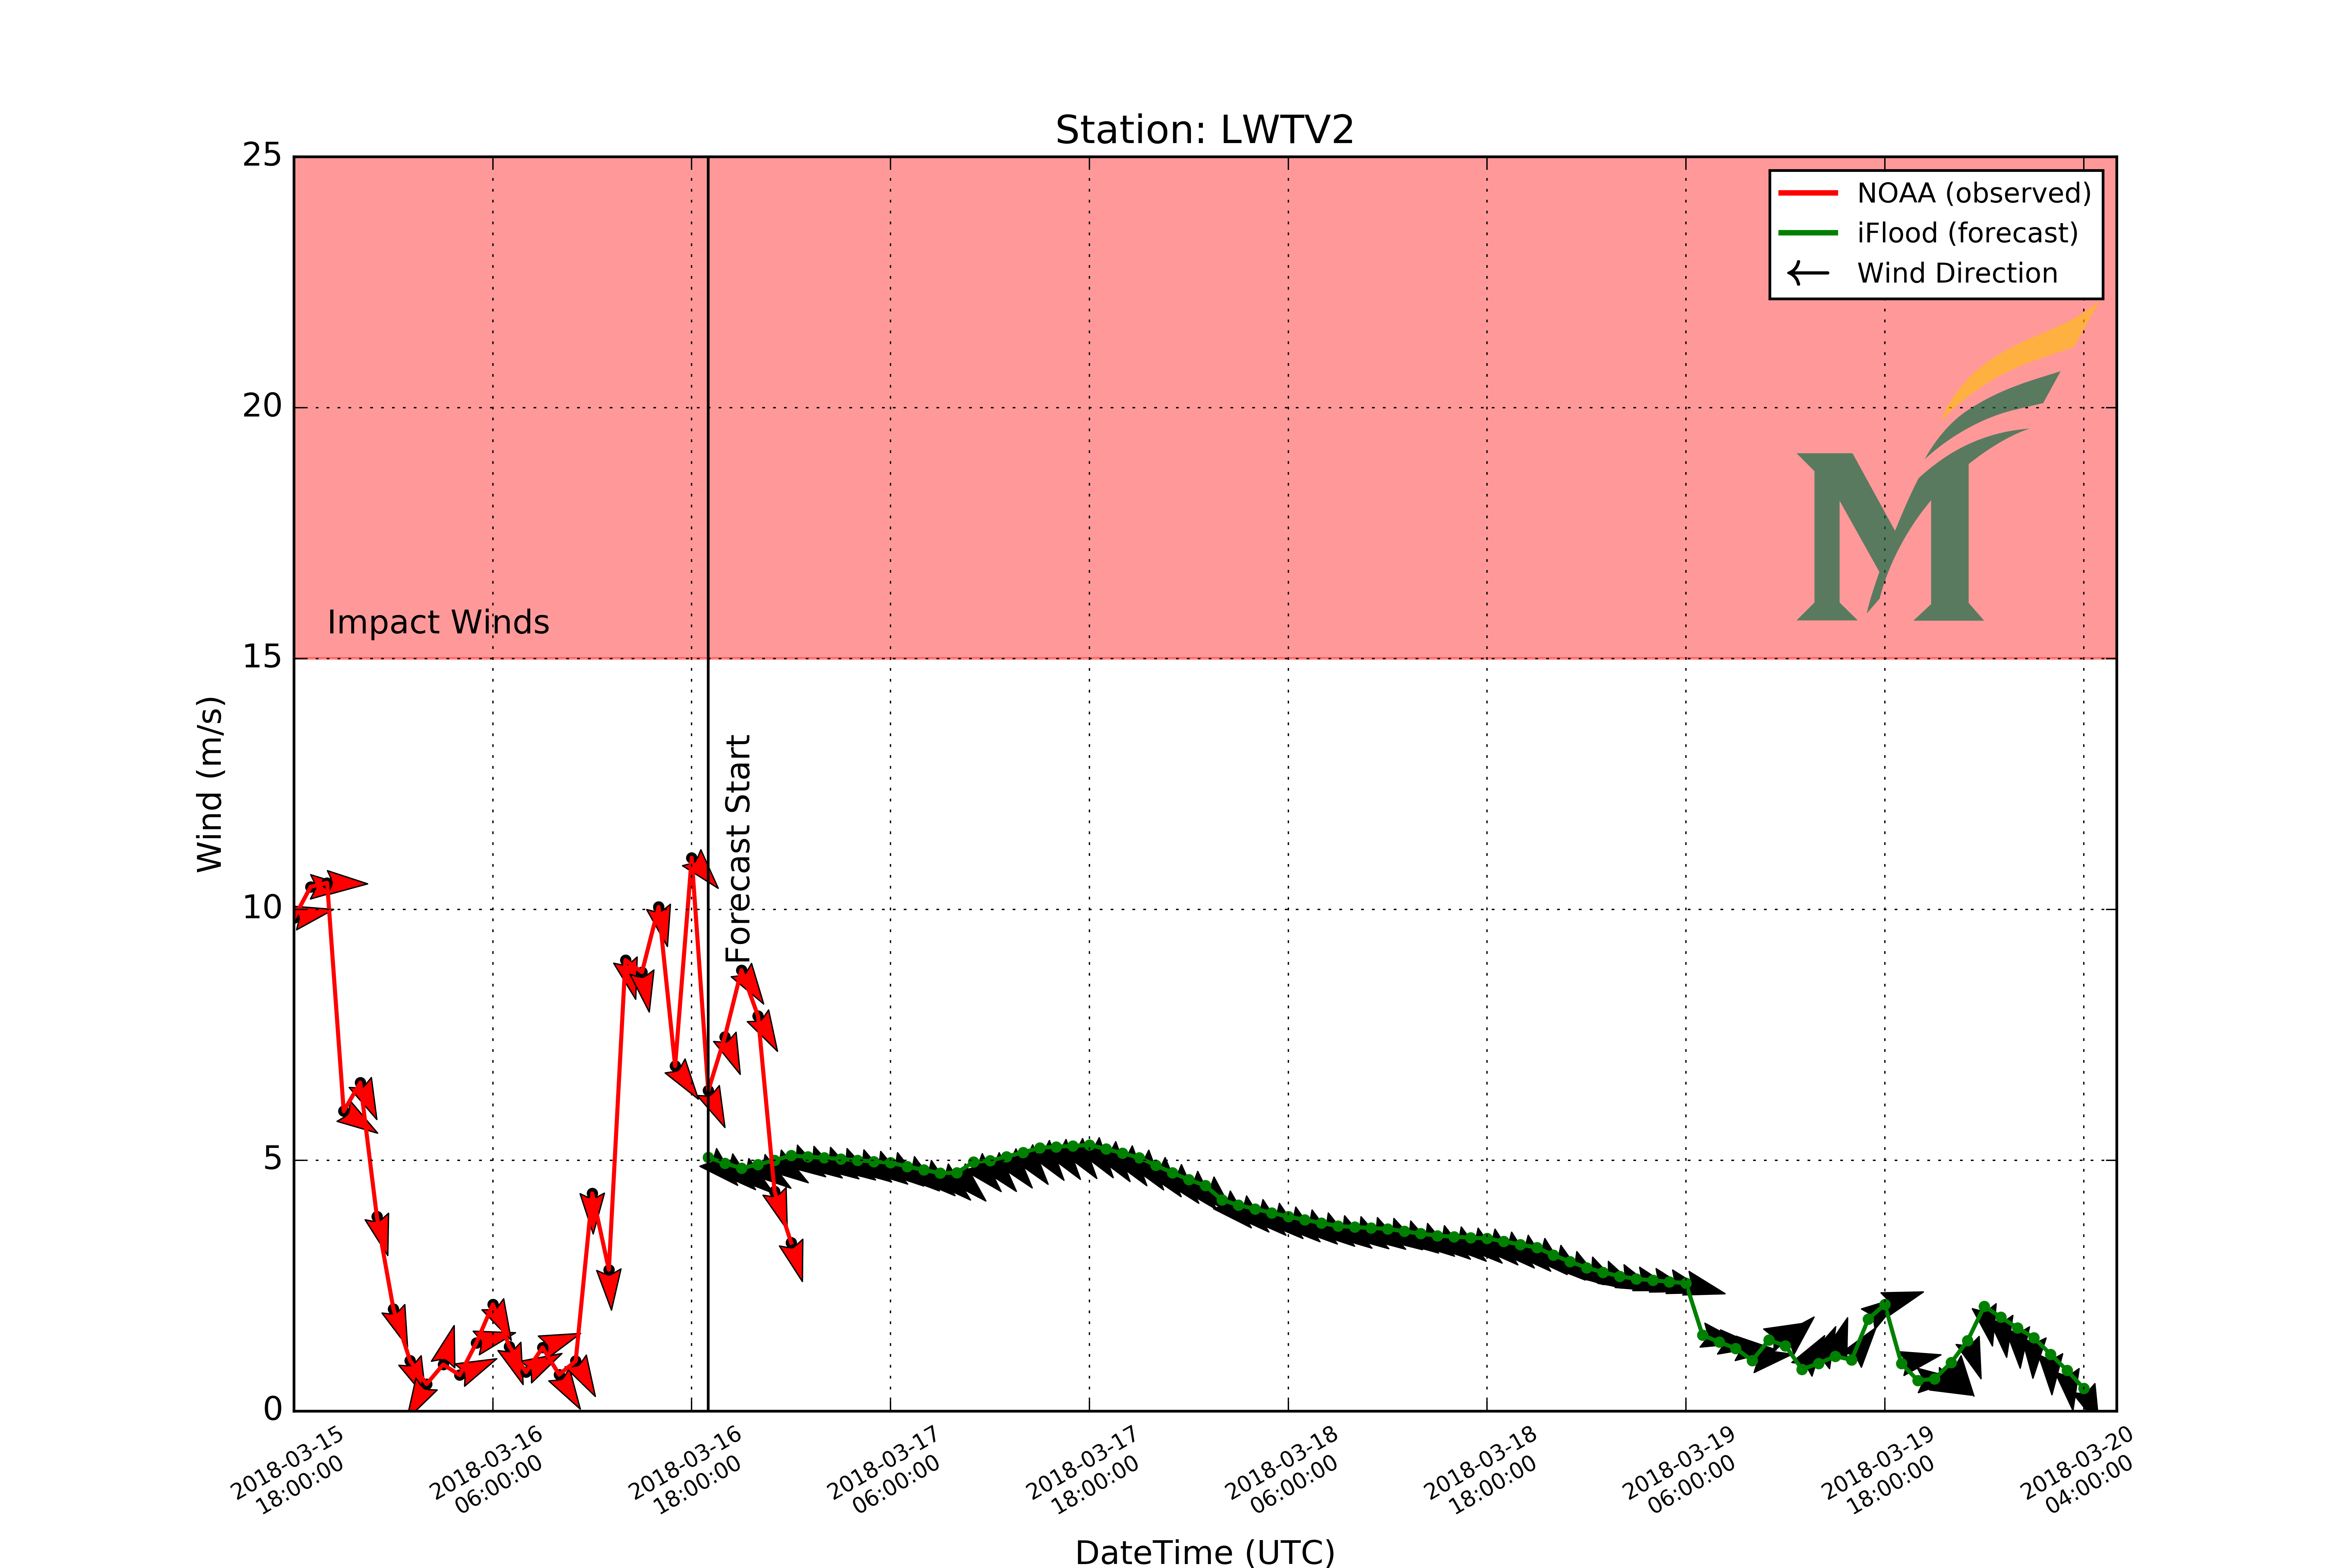 Station: LWTV2
25
20
15
10
5
0
Wind (m/s)
NOAA (observed)
iFlood (forecast)
Wind Direction
M
Impact Winds
Forecast Start
2018-03-15
18:00:00
2018-03-16
06:00:00
2018-03-16
18:00:00
2018-03-17
06:00:00
2018-03-17
18:00:00
2018-03-18
06:00:00
2018-03-18
18:00:00
2018-03-19
06:00:00
2018-03-19
18:00:00
2018-03-20
04:00:00
DateTime (UTC)